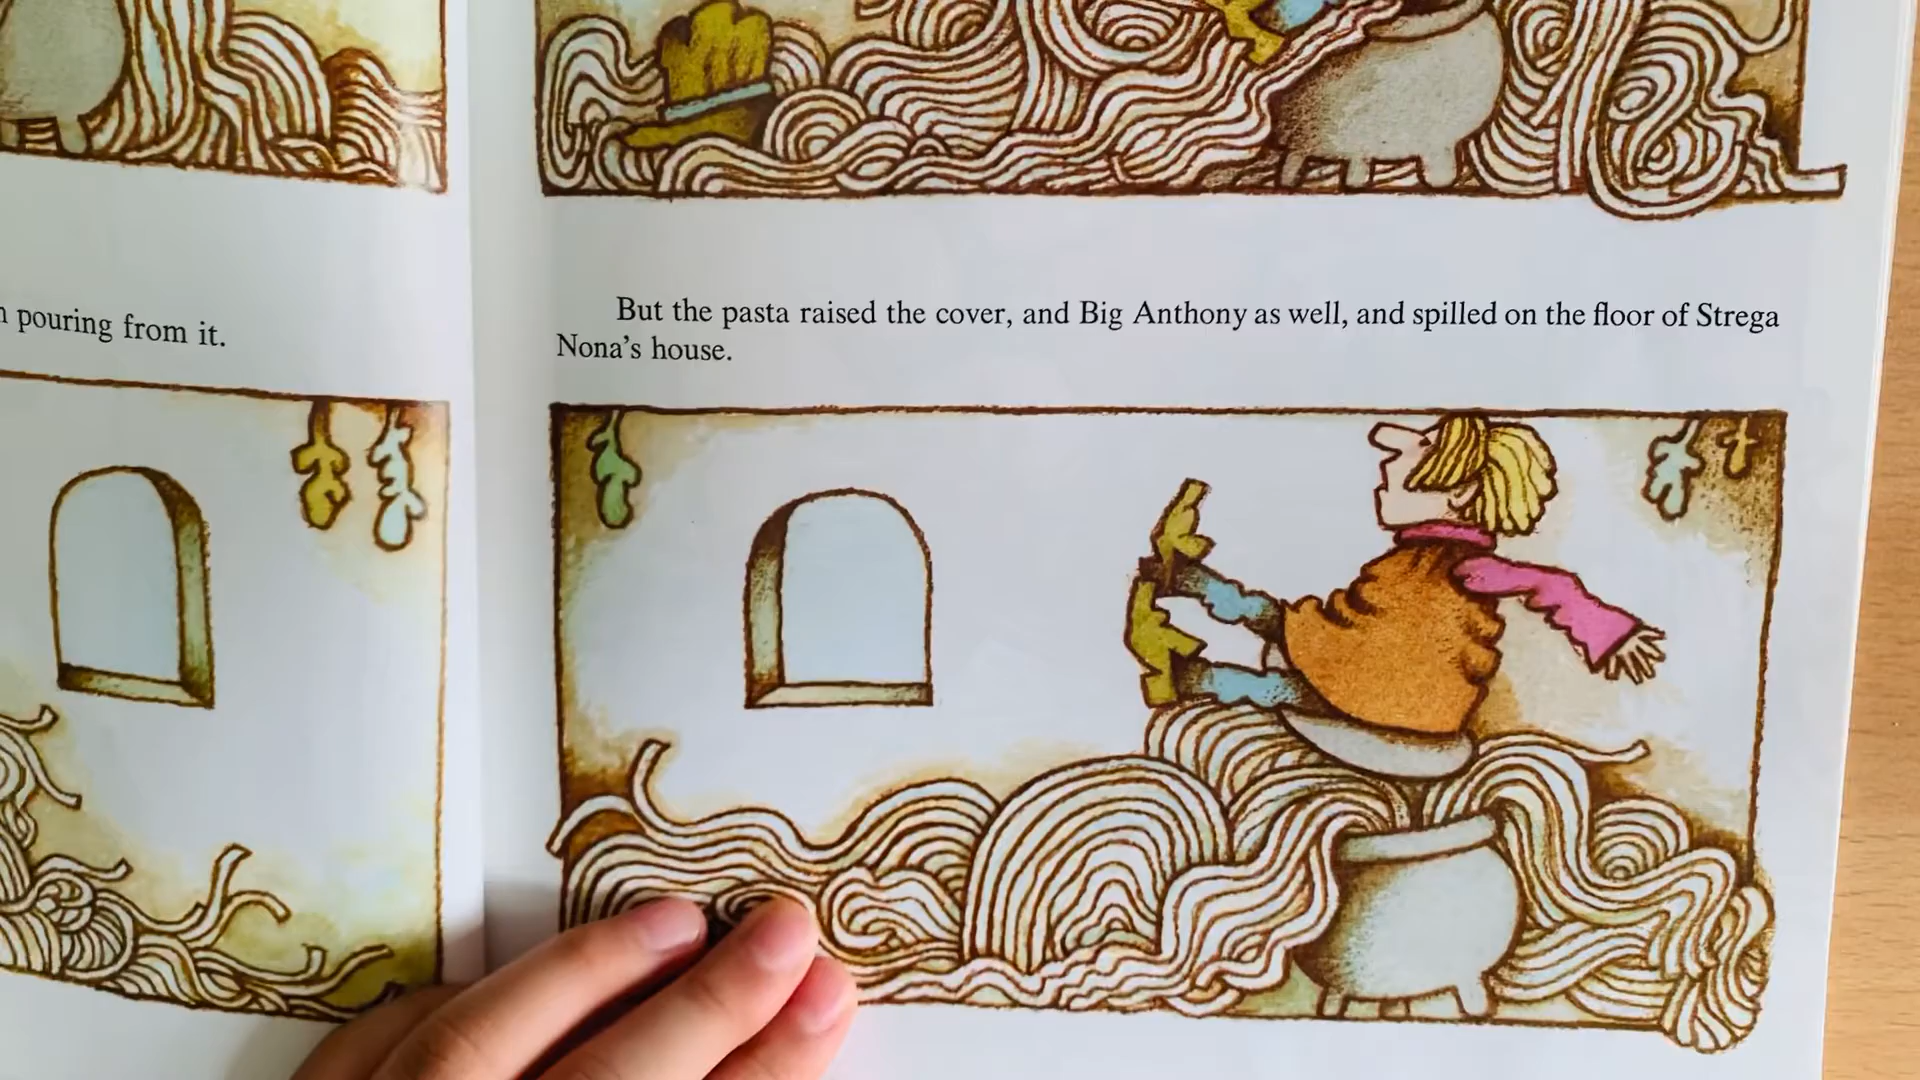 pouring from it.
But the pasta raised the cover, and Big Anthony as well, and spilled on the floor of Strega
Nona's house.